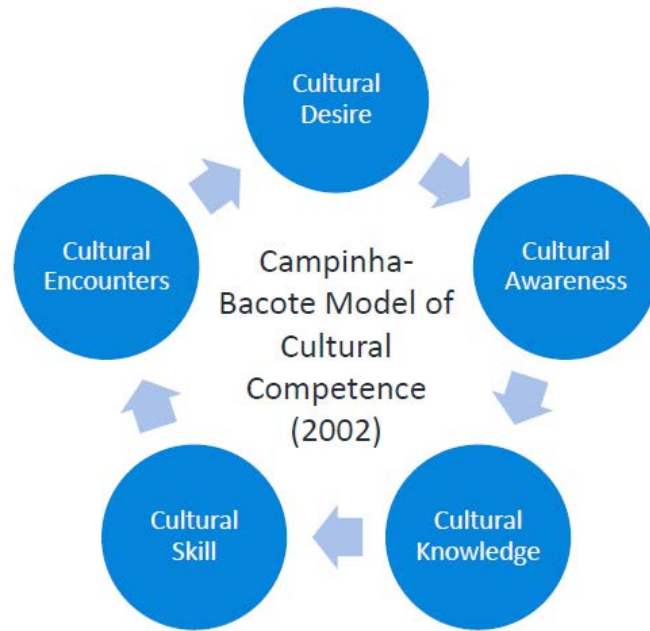 Cultural
Desire
Cultural
Awareness
Cultural
Knowledge
Cultural
Skill
Cultural
Encounters
Campinha-
Bacote Model of
Cultural
Competence
(2002)